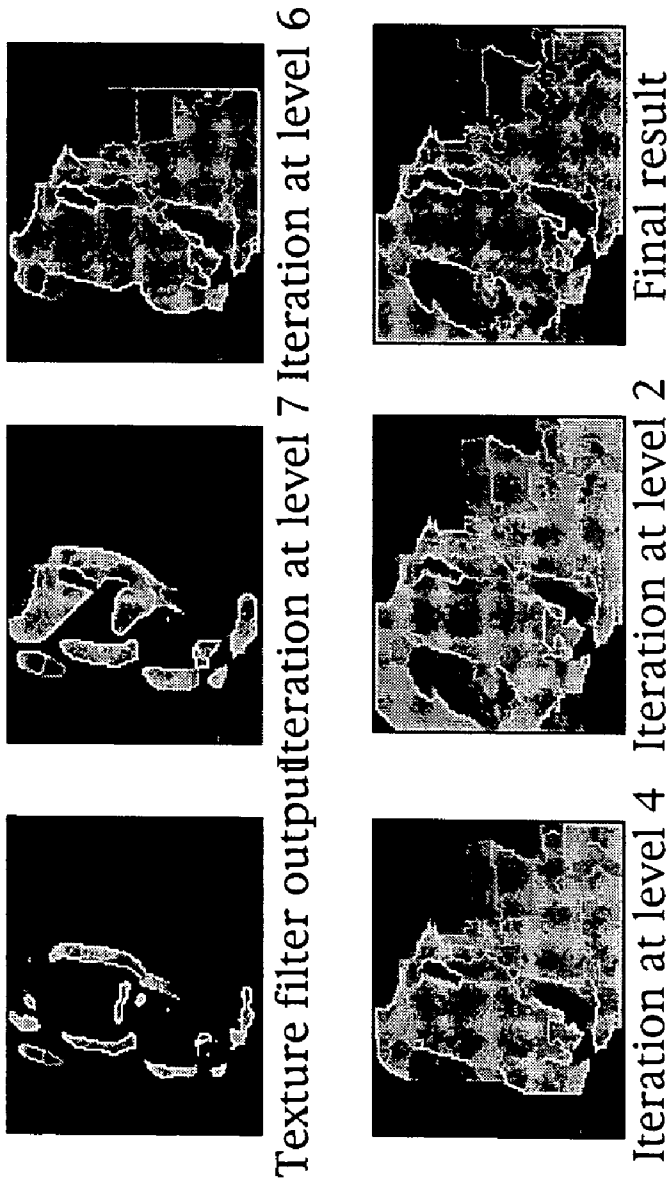 Texture filter output
Iteration at level 7
Iteration at level 6
Iteration at level 4
Iteration at level 2
Final result